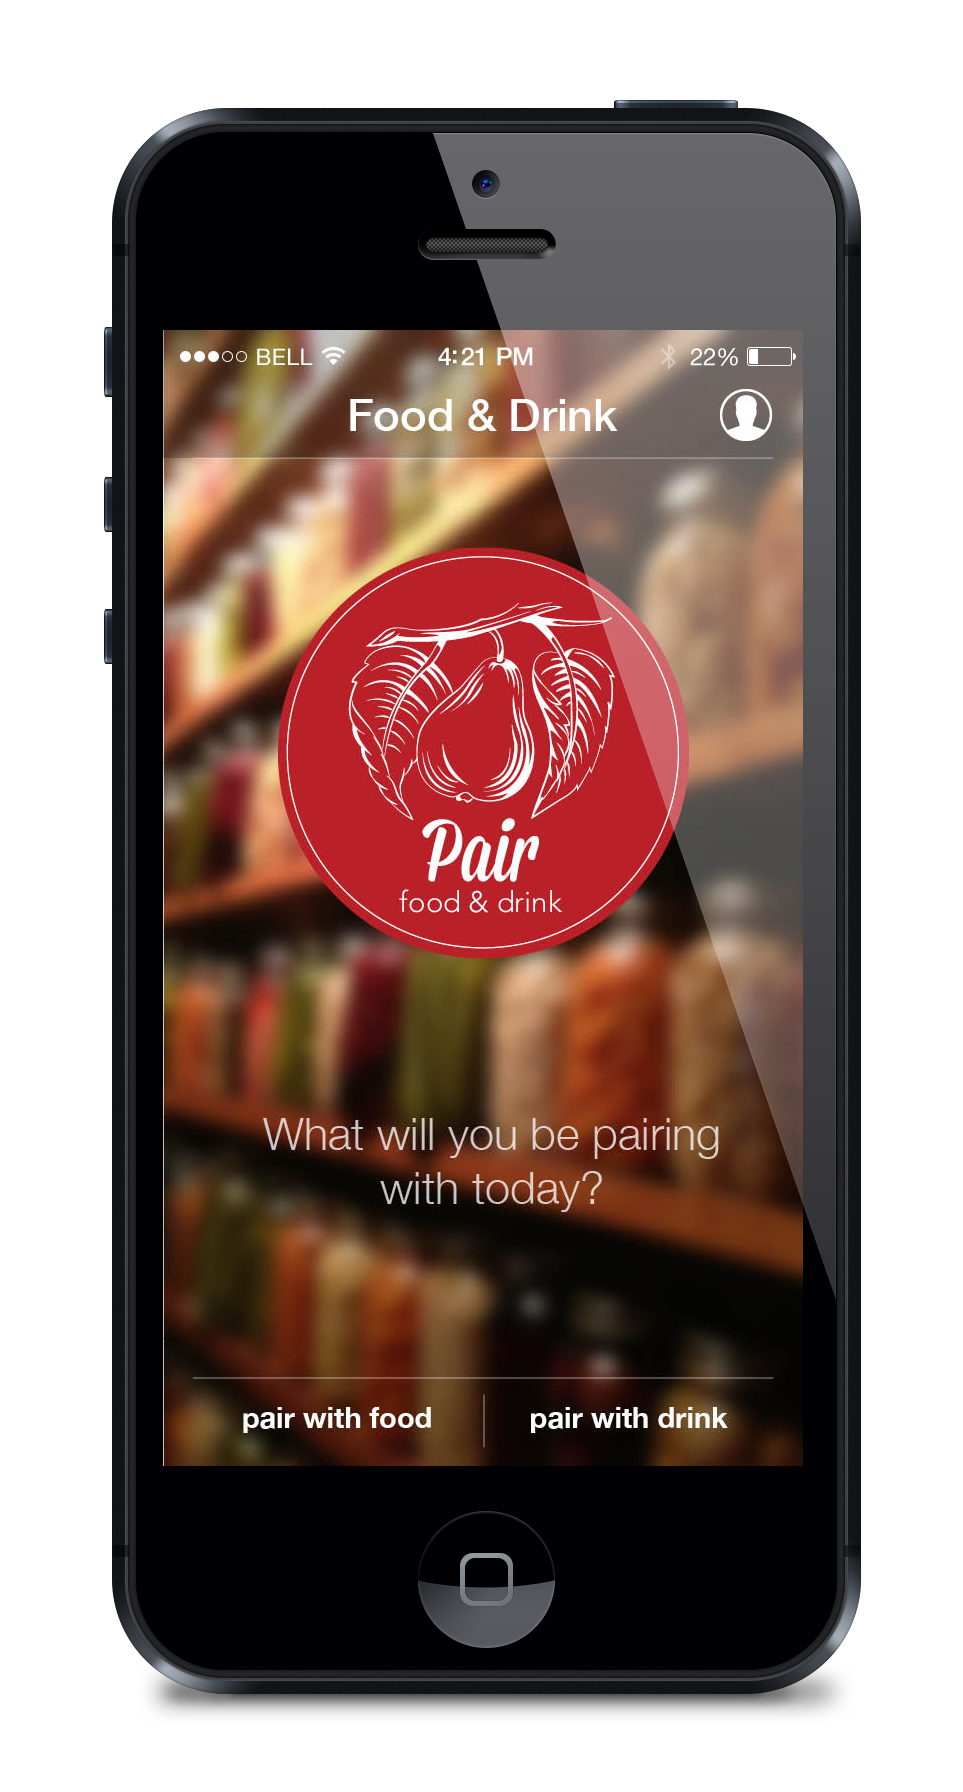 BELL 4:21 PM 22%
Food & Drink
Pair
food & drink
What will you be pairing
with today?
pair with food pair with drink